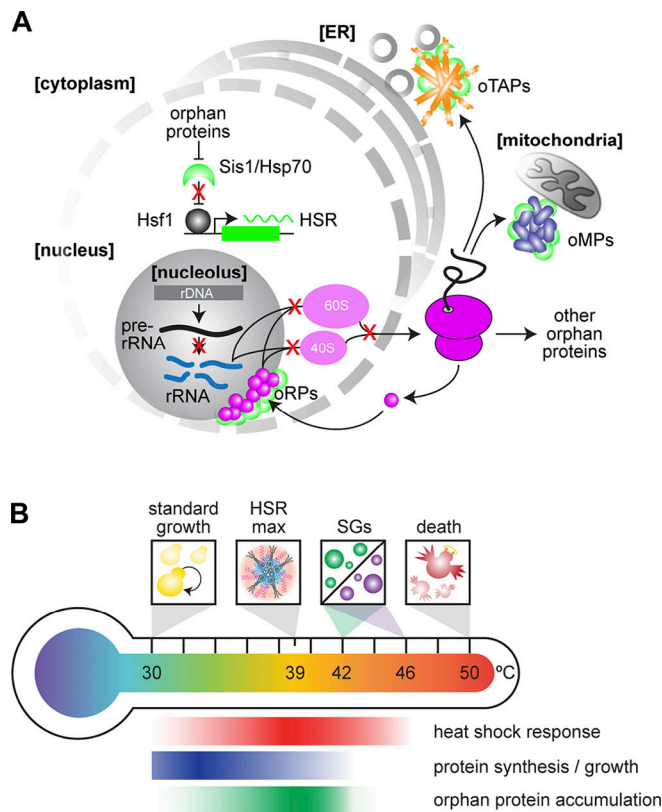 A
[ER]
[cytoplasm]
oTAPs
orphan
proteins
[mitochondria]
Sis1/Hsp70
Hsf1
HSR
oMPs
[nucleus]
[nucleolus]
rDNA
60S
pre-
rRNA
40S
other
orphan
proteins
rRNA
oRPs
B
standard
growth
HSR
max
SGs
death
30
39
42
46
50
ºC
heat shock response
protein synthesis / growth
orphan protein accumulation